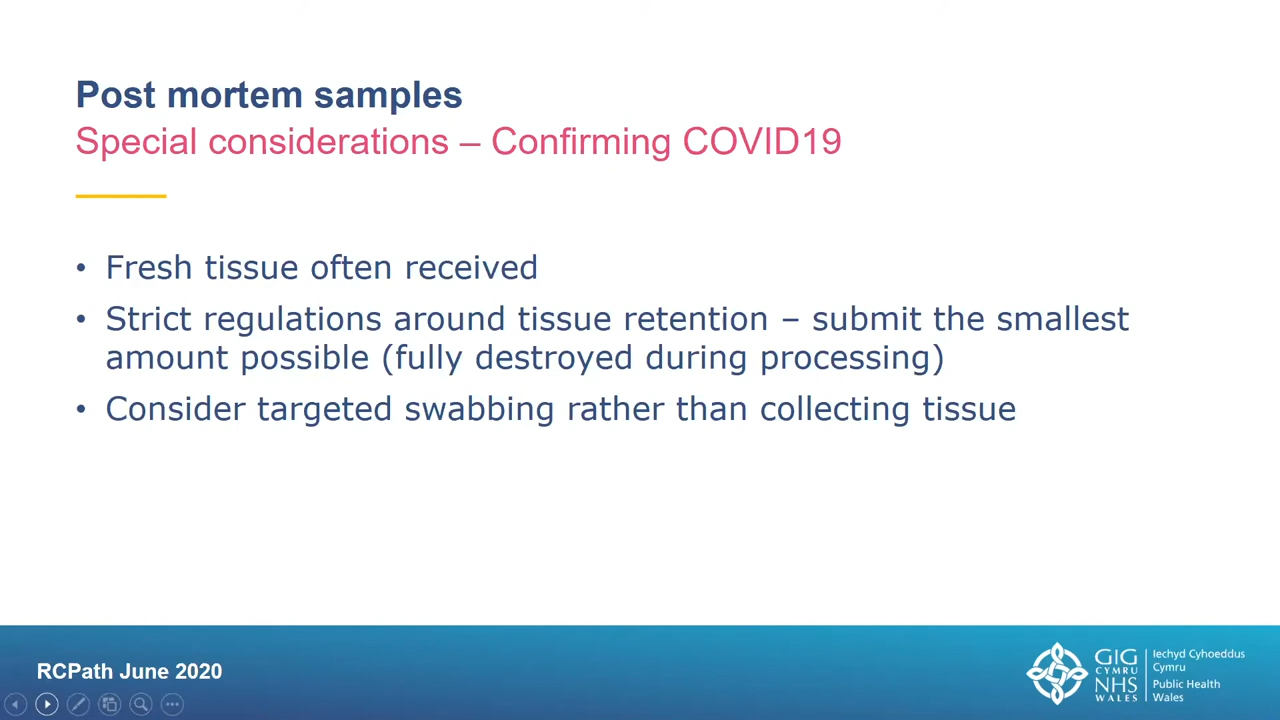 Post mortem samples
Special considerations – Confirming COVID19
• Fresh tissue often received
• Strict regulations around tissue retention – submit the smallest
amount possible (fully destroyed during processing)
• Consider targeted swabbing rather than collecting tissue
RCPath June 2020
GIG
CYMRU
NHS
WALES
Iechyd Cyhoeddus
Cymru
Public Health
Wales